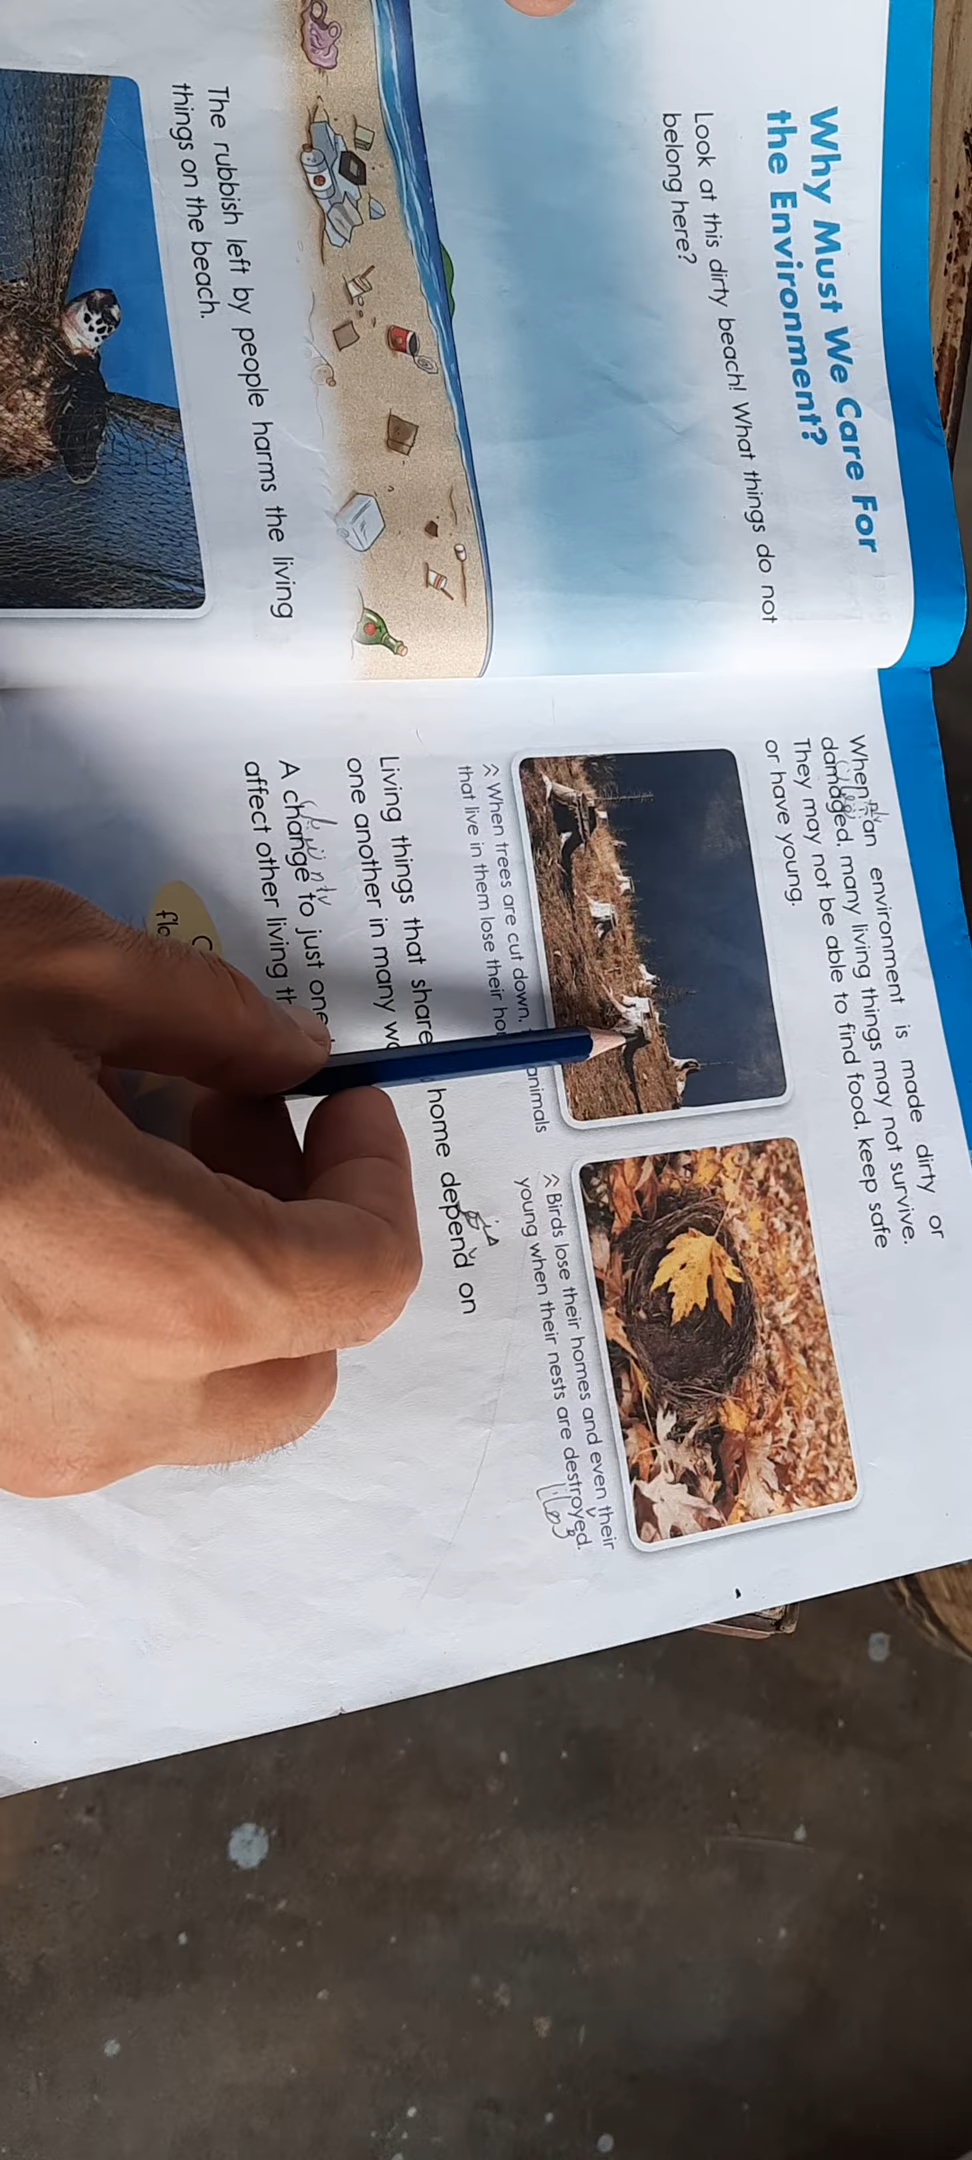 Why Must We Care For
the Environment?
Look at this dirty beach! What things do not
belong here?
The rubbish left by people harms the living
things on the beach.
When an environment is made dirty or
damaged, many living things may not survive.
They may not be able to find food, keep safe
or have young.
When trees are cut down, animals
that live in them lose their
Birds lose their homes and even their
young when their nests are destroyed.
Living things that share home depend on
one another in many
A change to just one
affect other living